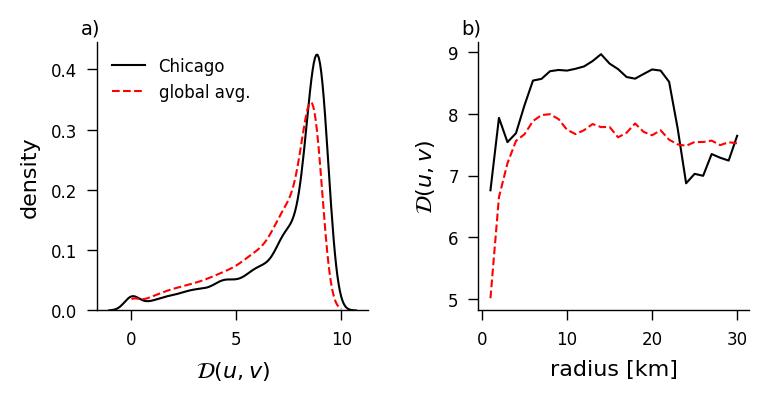 a)
Chicago
global avg.
density
0.4
0.3
0.2
0.1
0.0
0
5
10
𝒟(u, v)
b)
𝒟(u, v)
9
8
7
6
5
0
10
20
30
radius [km]